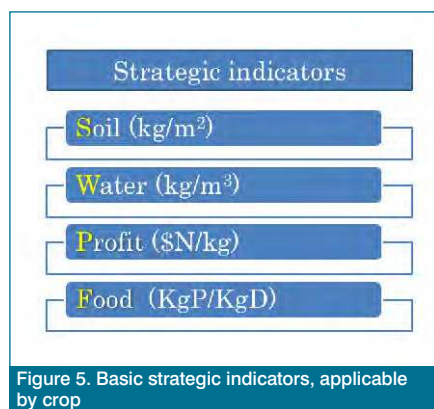 Strategic indicators
Soil (kg/m²)
Water (kg/m³)
Profit ($N/kg)
Food (KgP/KgD)
Figure 5. Basic strategic indicators, applicable
by crop